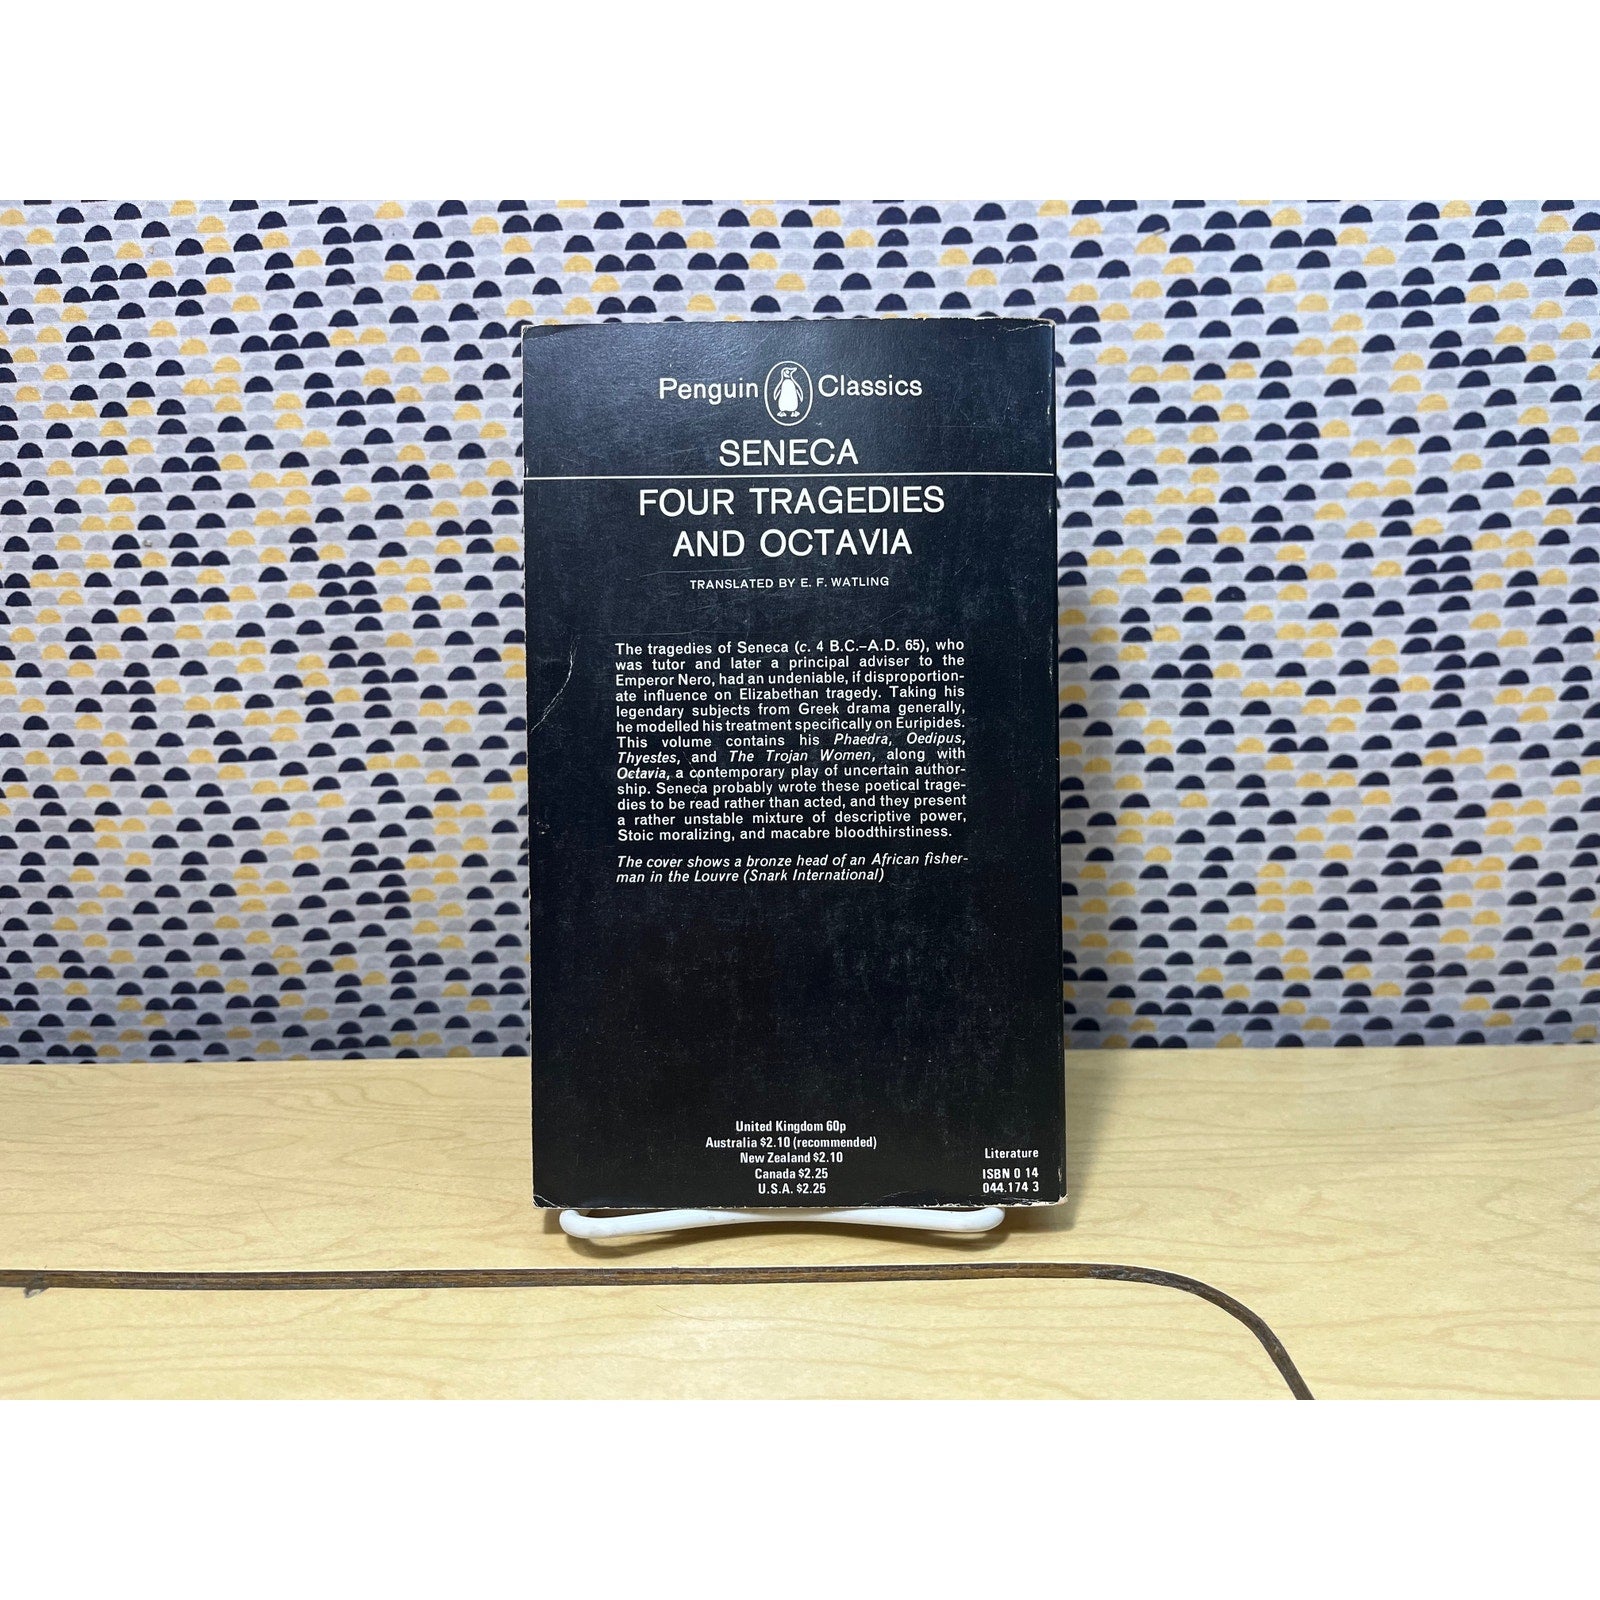 Penguin Classics
SENECA
FOUR TRAGEDIES
AND OCTAVIA
TRANSLATED BY E. F. WATLING
The tragedies of Seneca (c. 4 B.C.–A.D. 65), who
was tutor and later a principal adviser to the
Emperor Nero, had an undeniable, if disproportion-
ate influence on Elizabethan tragedy. Taking his
legendary subjects from Greek drama generally,
he modelled his treatment specifically on Euripides.
This volume contains his Phaedra, Oedipus,
Thyestes, and The Trojan Women, along with
Octavia, a contemporary play of uncertain author-
ship. Seneca probably wrote these poetical trage-
dies to be read rather than acted, and they present
a rather unstable mixture of descriptive power,
Stoic moralizing, and macabre bloodthirstiness.
The cover shows a bronze head of an African fisher-
man in the Louvre (Snark International)
United Kingdom 60p
Australia $2.10 (recommended)
New Zealand $2.10
Canada $2.25
U.S.A. $2.25
Literature
ISBN 0 14
044.174 3